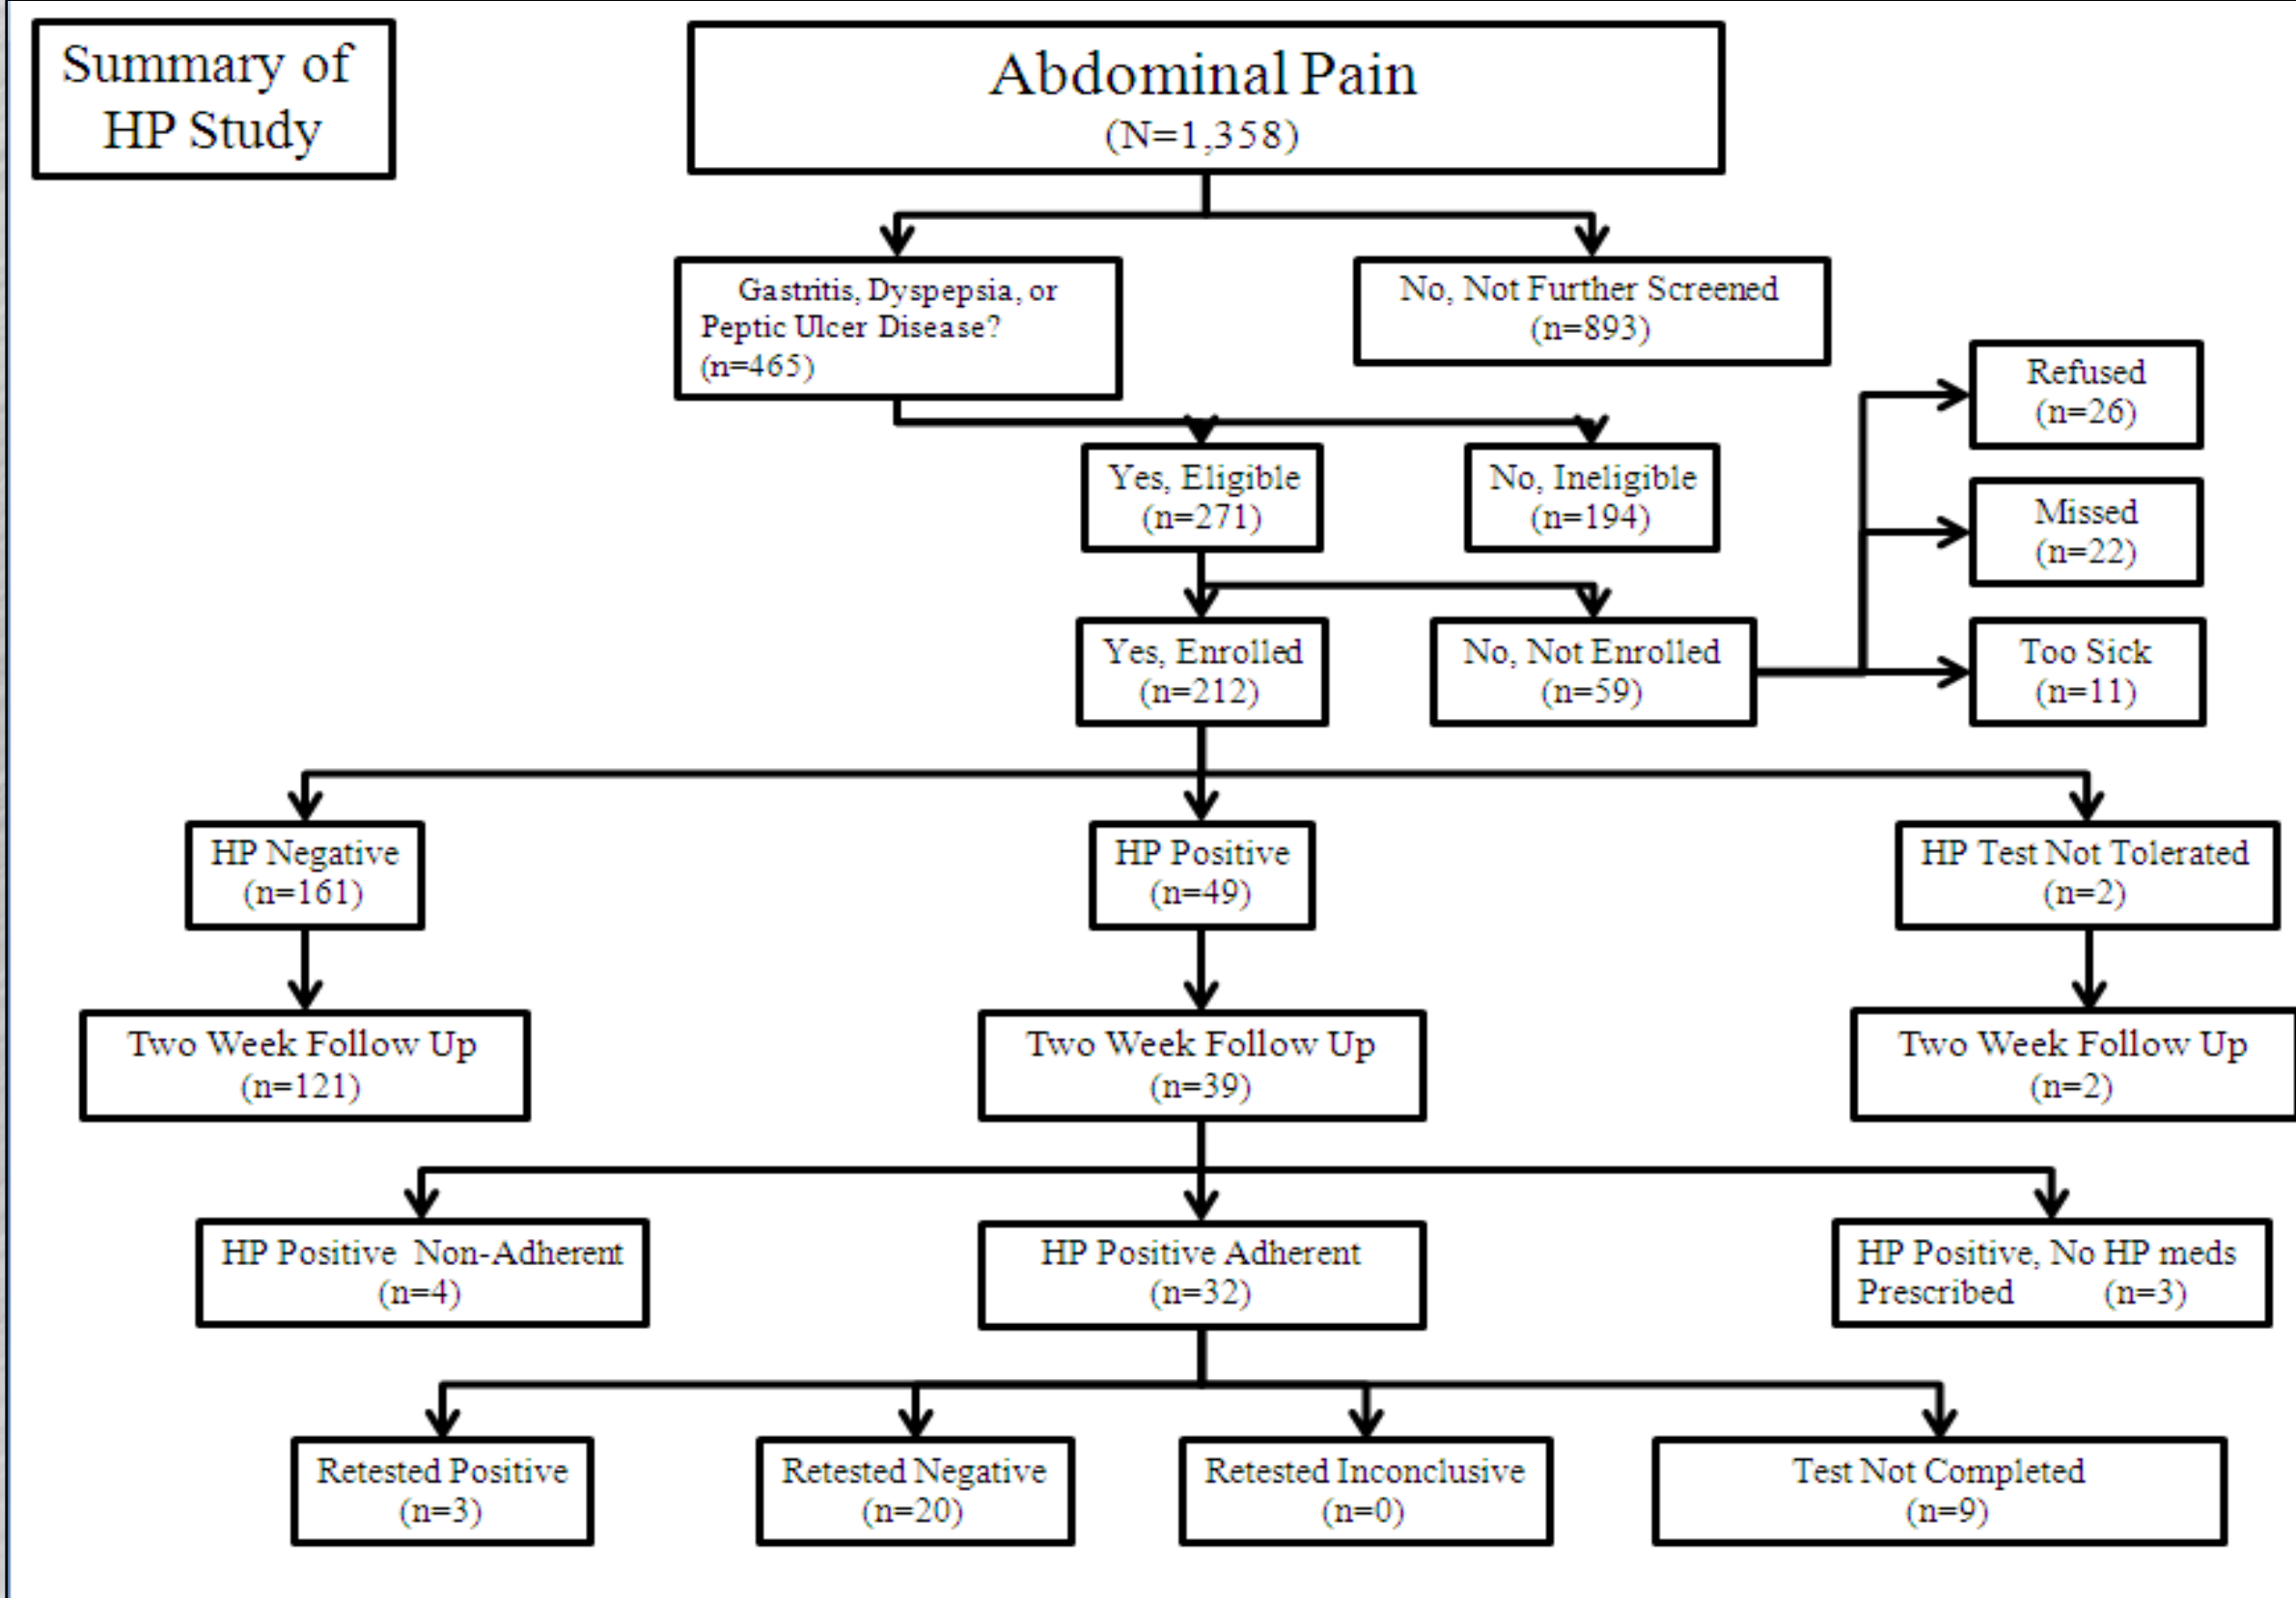 Summary of
HP Study
Abdominal Pain
(N=1,358)
Gastritis, Dyspepsia, or
Peptic Ulcer Disease?
(n=465)
No, Not Further Screened
(n=893)
Refused
(n=26)
Yes, Eligible
(n=271)
No, Ineligible
(n=194)
Missed
(n=22)
Yes, Enrolled
(n=212)
No, Not Enrolled
(n=59)
Too Sick
(n=11)
HP Negative
(n=161)
HP Positive
(n=49)
HP Test Not Tolerated
(n=2)
Two Week Follow Up
(n=121)
Two Week Follow Up
(n=39)
Two Week Follow Up
(n=2)
HP Positive Non-Adherent
(n=4)
HP Positive Adherent
(n=32)
HP Positive, No HP meds
Prescribed (n=3)
Retested Positive
(n=3)
Retested Negative
(n=20)
Retested Inconclusive
(n=0)
Test Not Completed
(n=9)